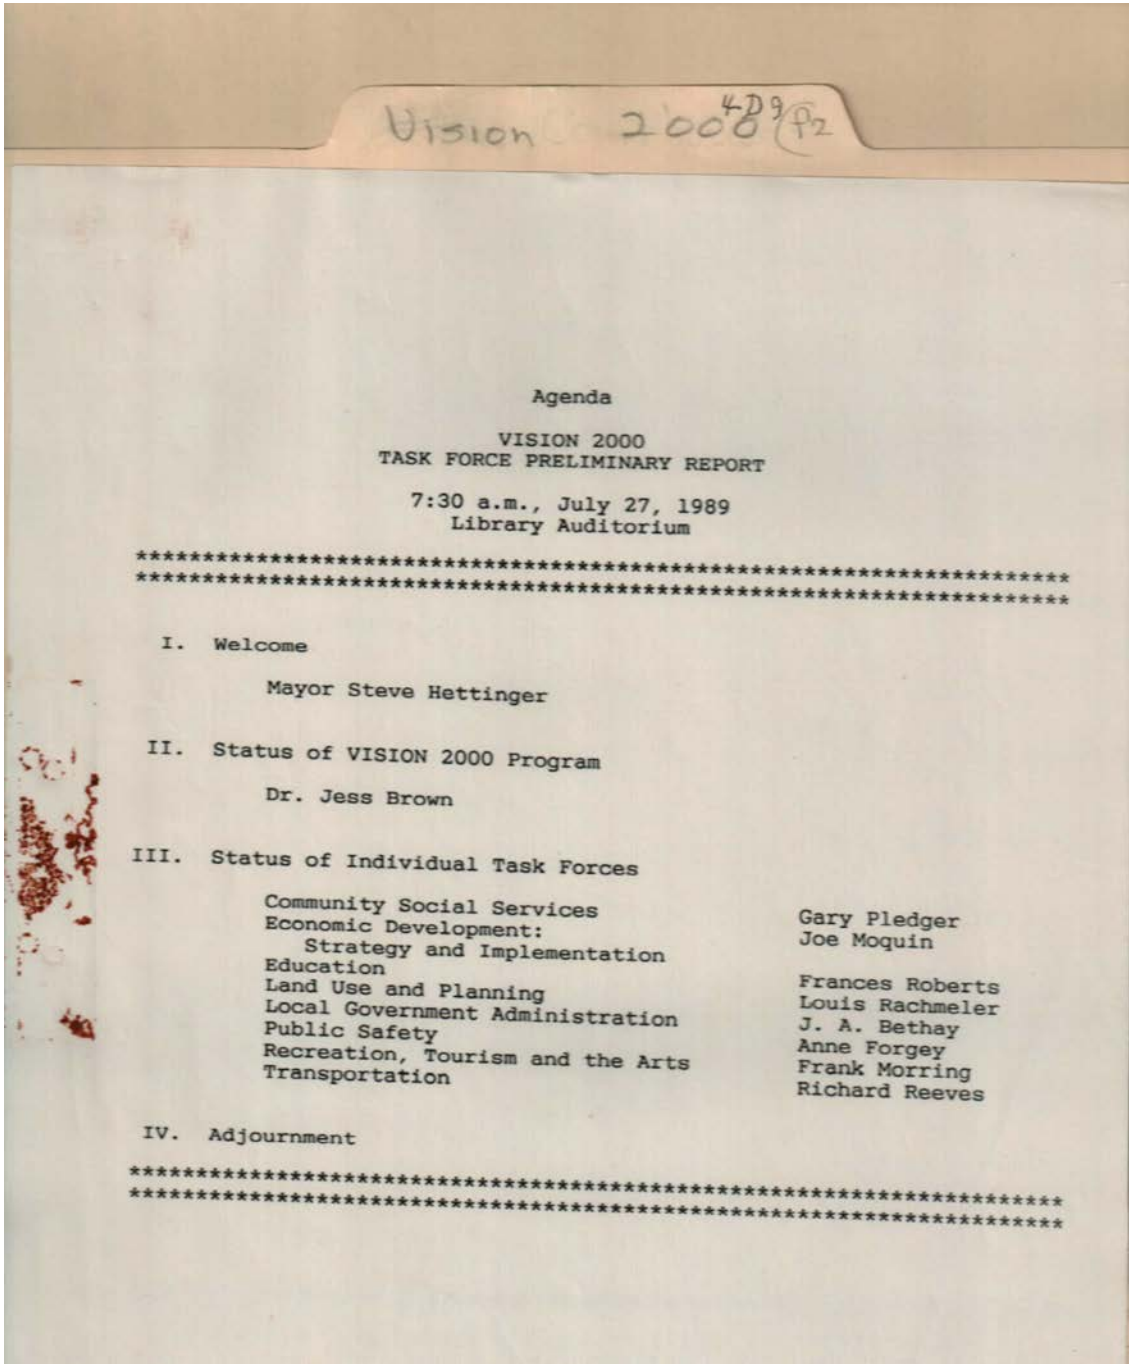 Vision 2000
4D9 (P2
Agenda
VISION 2000
TASK FORCE PRELIMINARY REPORT
7:30 a.m., July 27, 1989
Library Auditorium
**********************************************************************
**********************************************************************
I. Welcome
Mayor Steve Hettinger
II. Status of VISION 2000 Program
Dr. Jess Brown
III. Status of Individual Task Forces
Community Social Services Gary Pledger
Economic Development: Joe Moquin
Strategy and Implementation
Education Frances Roberts
Land Use and Planning Louis Rachmeler
Local Government Administration J. A. Bethay
Public Safety Anne Forgey
Recreation, Tourism and the Arts Frank Morring
Transportation Richard Reeves
IV. Adjournment
**********************************************************************
**********************************************************************